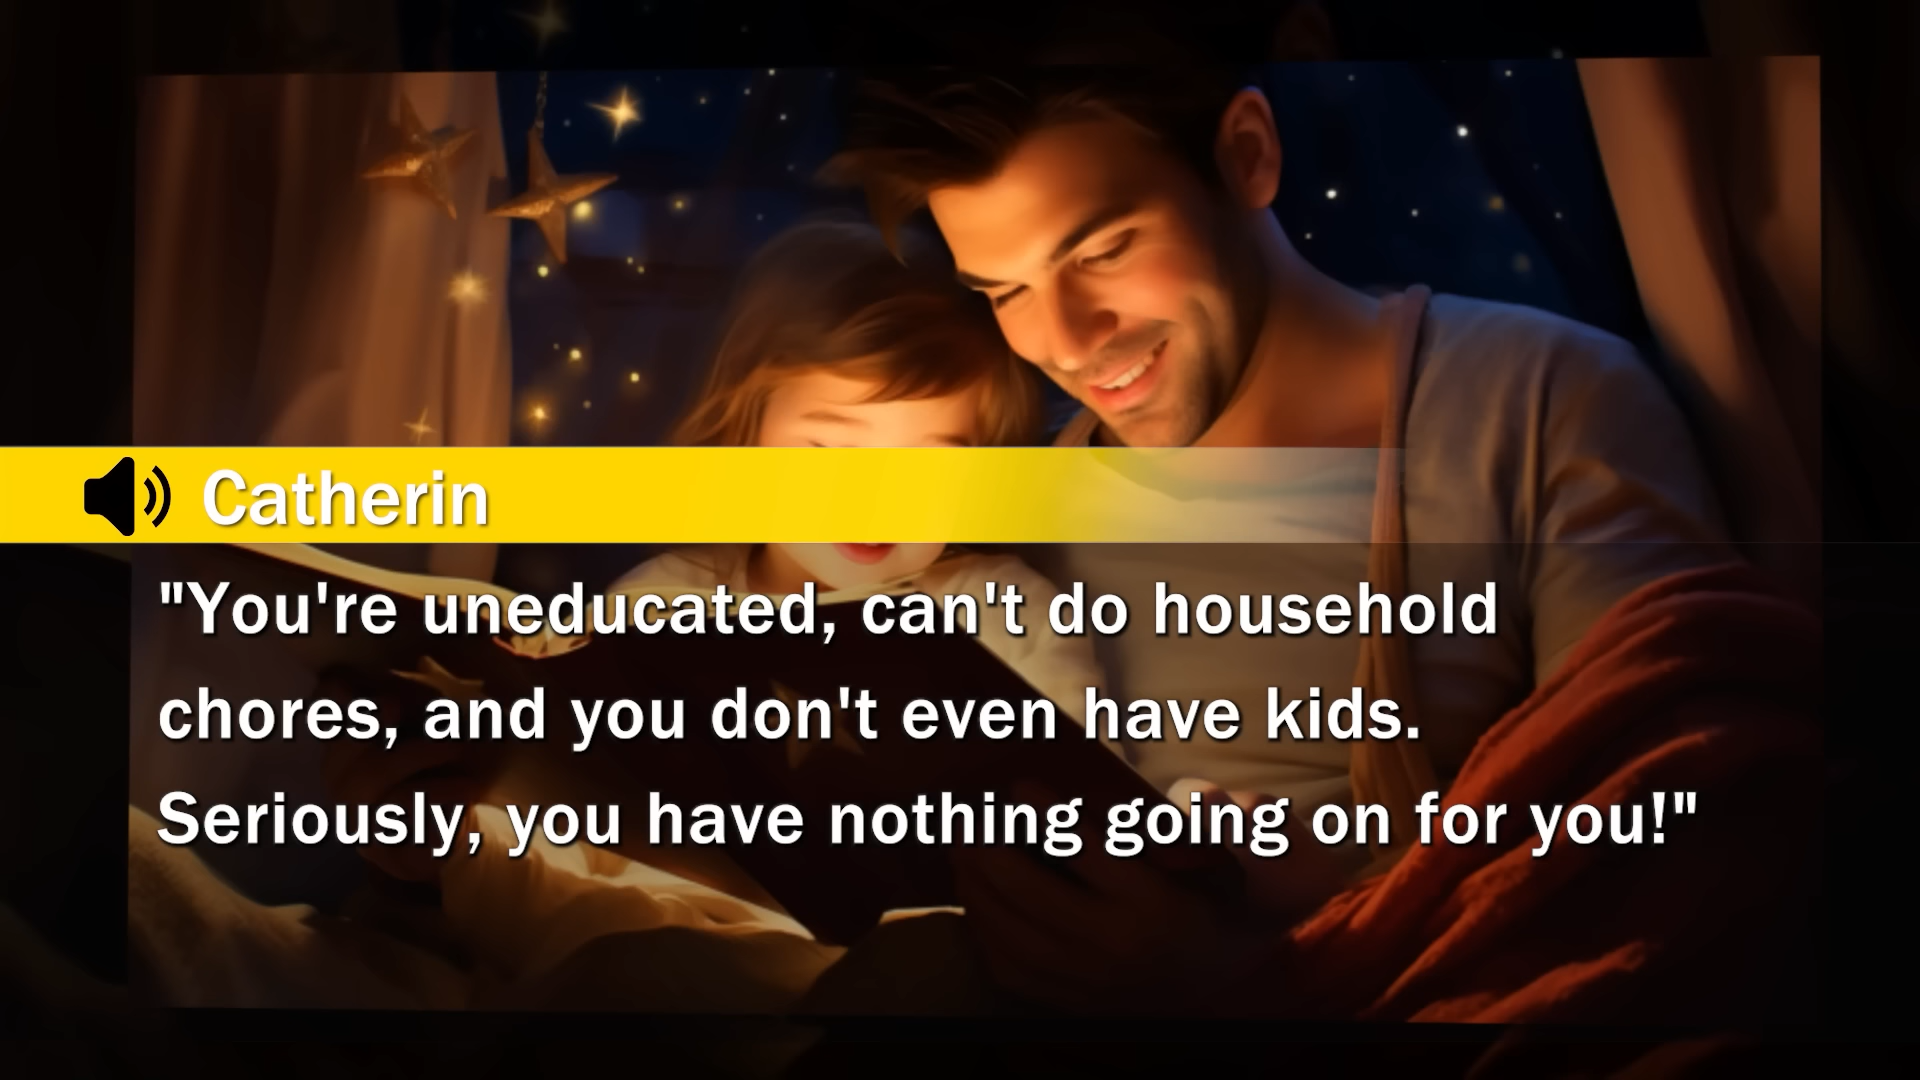 Catherin
"You're uneducated, can't do household
chores, and you don't even have kids.
Seriously, you have nothing going on for you!"